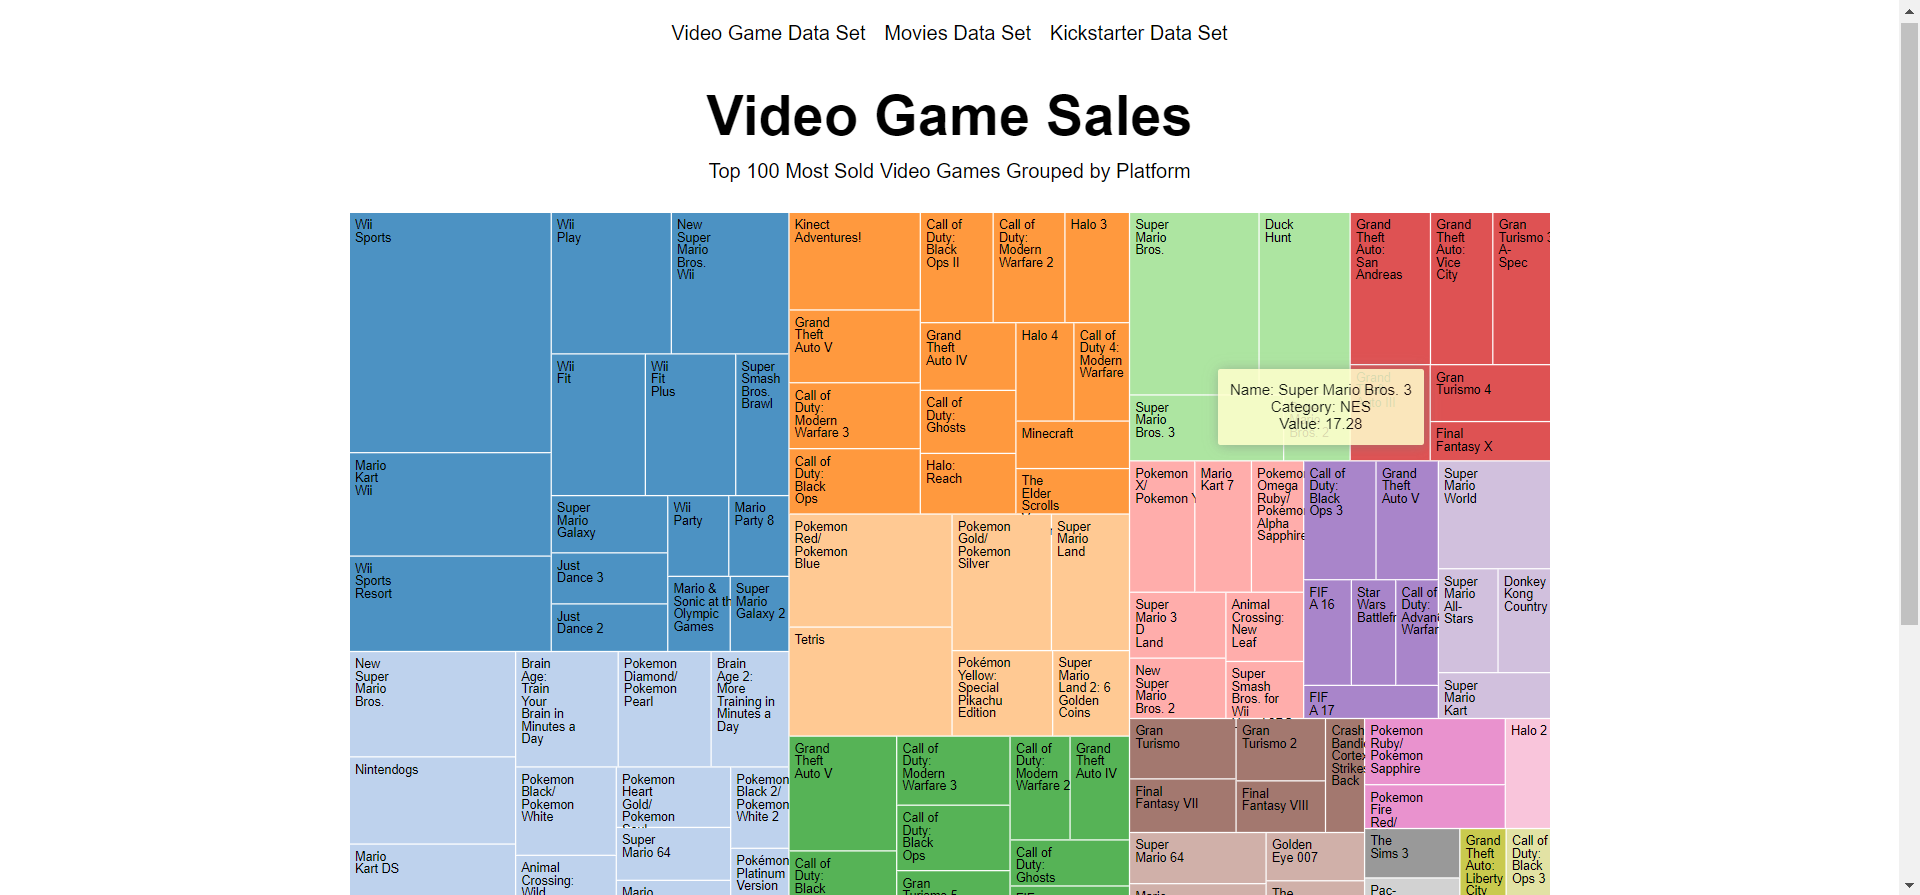 Video Game Data Set Movies Data Set Kickstarter Data Set
Video Game Sales
Top 100 Most Sold Video Games Grouped by Platform
Wii
Sports
Mario
Kart
Wii
Wii
Sports
Resort
Wii
Play
New
Super
Mario
Bros.
Wii
Wii
Fit
Wii
Fit
Plus
Super
Smash
Bros.
Brawl
Super
Mario
Galaxy
Just
Dance 3
Just
Dance 2
Wii
Party
Mario
Party 8
Mario &
Sonic at th
Olympic
Games
Super
Mario
Galaxy 2
Kinect
Adventures!
Grand
Theft
Auto V
Call of
Duty:
Modern
Warfare 3
Call of
Duty:
Black
Ops
Call of
Duty:
Black
Ops II
Call of
Duty:
Modern
Warfare 2
Halo 3
Grand
Theft
Auto IV
Call of
Duty:
Ghosts
Halo:
Reach
Halo 4
Call of
Duty 4:
Modern
Warfare
Minecraft
The
Elder
Scrolls
Super
Mario
Bros.
Duck
Hunt
Super
Mario
Bros. 3
Name: Super Mario Bros. 3
Category: NES
Value: 17.28
Grand
Theft
Auto:
San
Andreas
Grand
Theft
Auto:
Vice
City
Gran
Turismo 3
A-
Spec
Gran
Turismo 4
Final
Fantasy X
New
Super
Mario
Bros.
Nintendogs
Mario
Kart DS
Brain
Age:
Train
Your
Brain in
Minutes a
Day
Pokemon
Diamond/
Pokemon
Pearl
Brain
Age 2:
More
Training in
Minutes a
Day
Pokemon
Black/
Pokemon
White
Animal
Crossing:
Wild
Pokemon
Heart
Gold/
Pokemon
Super
Mario 64
Mario
Pokemon
Black 2/
Pokemon
White 2
Pokémon
Platinum
Version
Pokemon
Red/
Pokemon
Blue
Tetris
Pokemon
Gold/
Pokemon
Silver
Super
Mario
Land
Pokémon
Yellow:
Special
Pikachu
Edition
Super
Mario
Land 2: 6
Golden
Coins
Grand
Theft
Auto V
Call of
Duty:
Black
Call of
Duty:
Modern
Warfare 3
Call of
Duty:
Black
Ops
Gran
Turismo 5
Call of
Duty:
Modern
Warfare 2
Grand
Theft
Auto IV
Call of
Duty:
Ghosts
Pokemon
X/
Pokemon Y
Mario
Kart 7
Pokemo
Omega
Ruby/
Pokemo
Alpha
Sapphire
Super
Mario 3
D
Land
New
Super
Mario
Bros. 2
Animal
Crossing:
New
Leaf
Super
Smash
Bros. for
Wii
Call of
Duty:
Black
Ops 3
Grand
Theft
Auto V
FIF
A 16
Star
Wars
Battlefr
Call of
Duty:
Advan
Warfar
FIF
A 17
Super
Mario
World
Super
Mario
All-
Stars
Donkey
Kong
Country
Super
Mario
Kart
Gran
Turismo
Final
Fantasy VII
Gran
Turismo 2
Final
Fantasy VIII
Crash
Bandi
Cortex
Strikes
Back
Pokemon
Ruby/
Pokemon
Sapphire
Pokemon
Fire
Red/
Halo 2
Super
Mario 64
Mario
Golden
Eye 007
The
The
Sims 3
Pac-
Grand
Theft
Auto:
Liberty
City
Call of
Duty:
Black
Ops 3